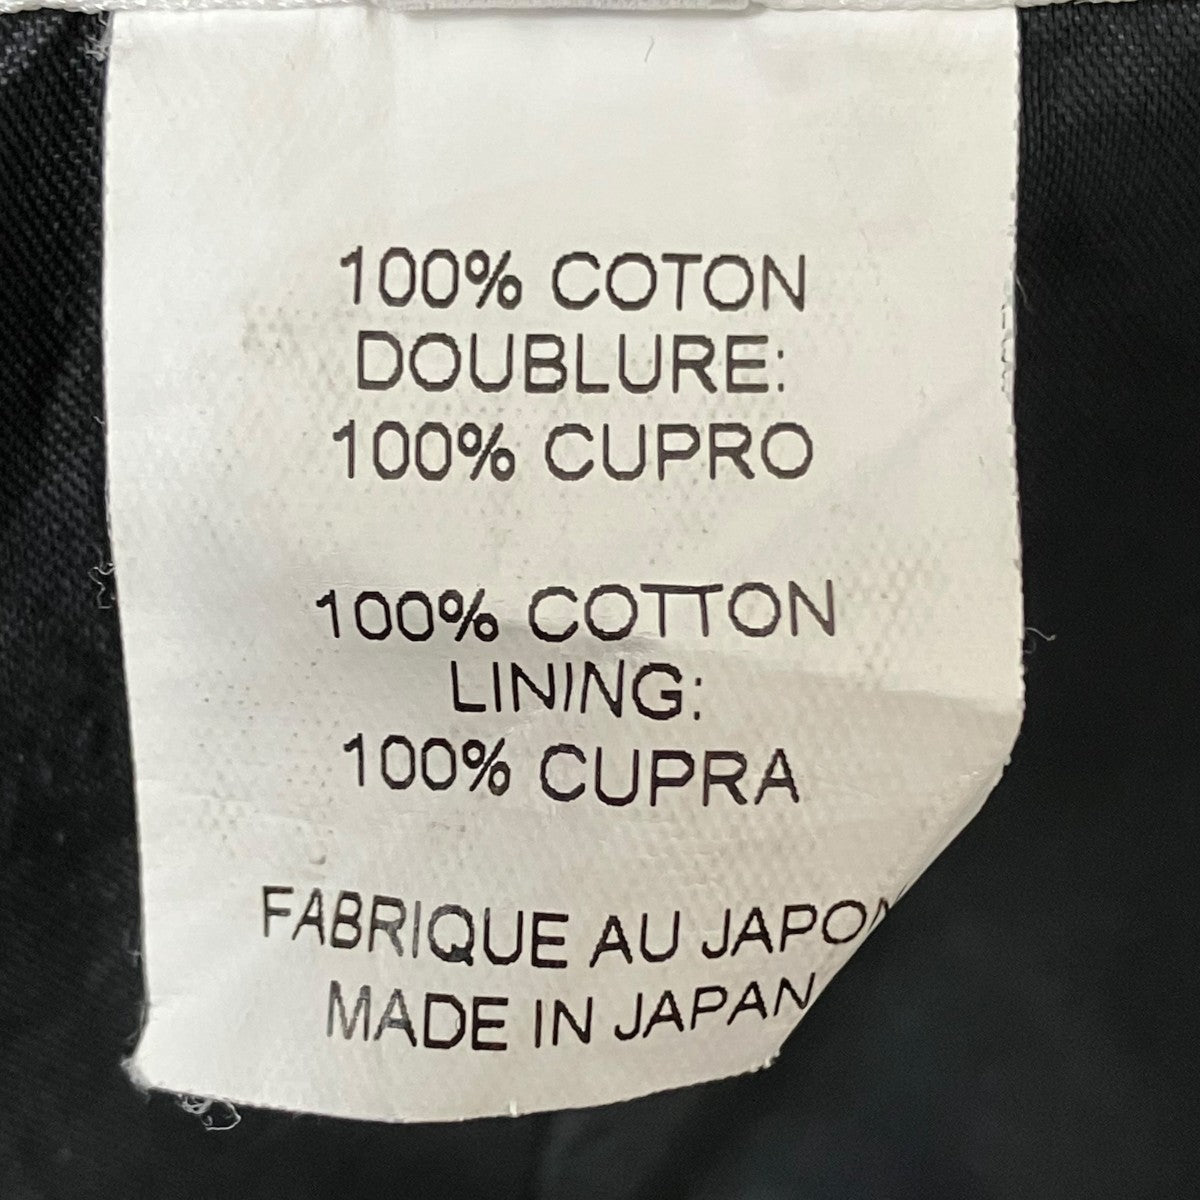 100% COTON
DOUBLURE:
100% CUPRO
100% COTTON
LINING:
100% CUPRA
FABRIQUE AU JAPON
MADE IN JAPAN